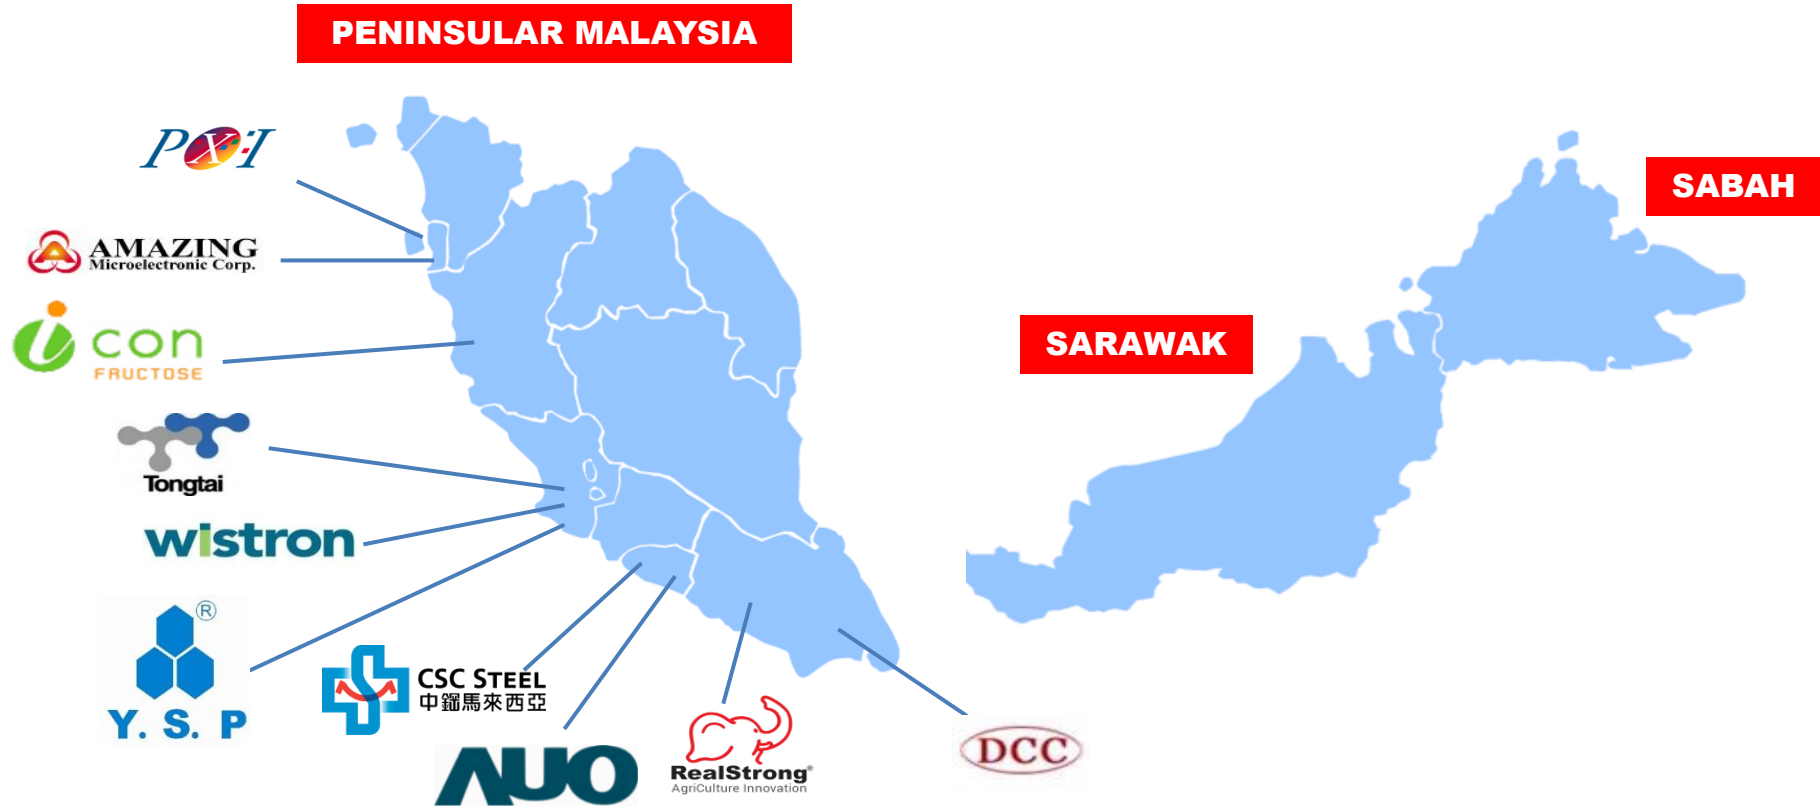 PENINSULAR MALAYSIA
PXI
SABAH
AMAZING
Microelectronic Corp.
i con
FRUCTOSE
SARAWAK
Tongtai
wistron
®
Y. S. P
CSC STEEL
中鋼馬來西亞
AUO
RealStrong®
AgriCulture Innovation
DCC